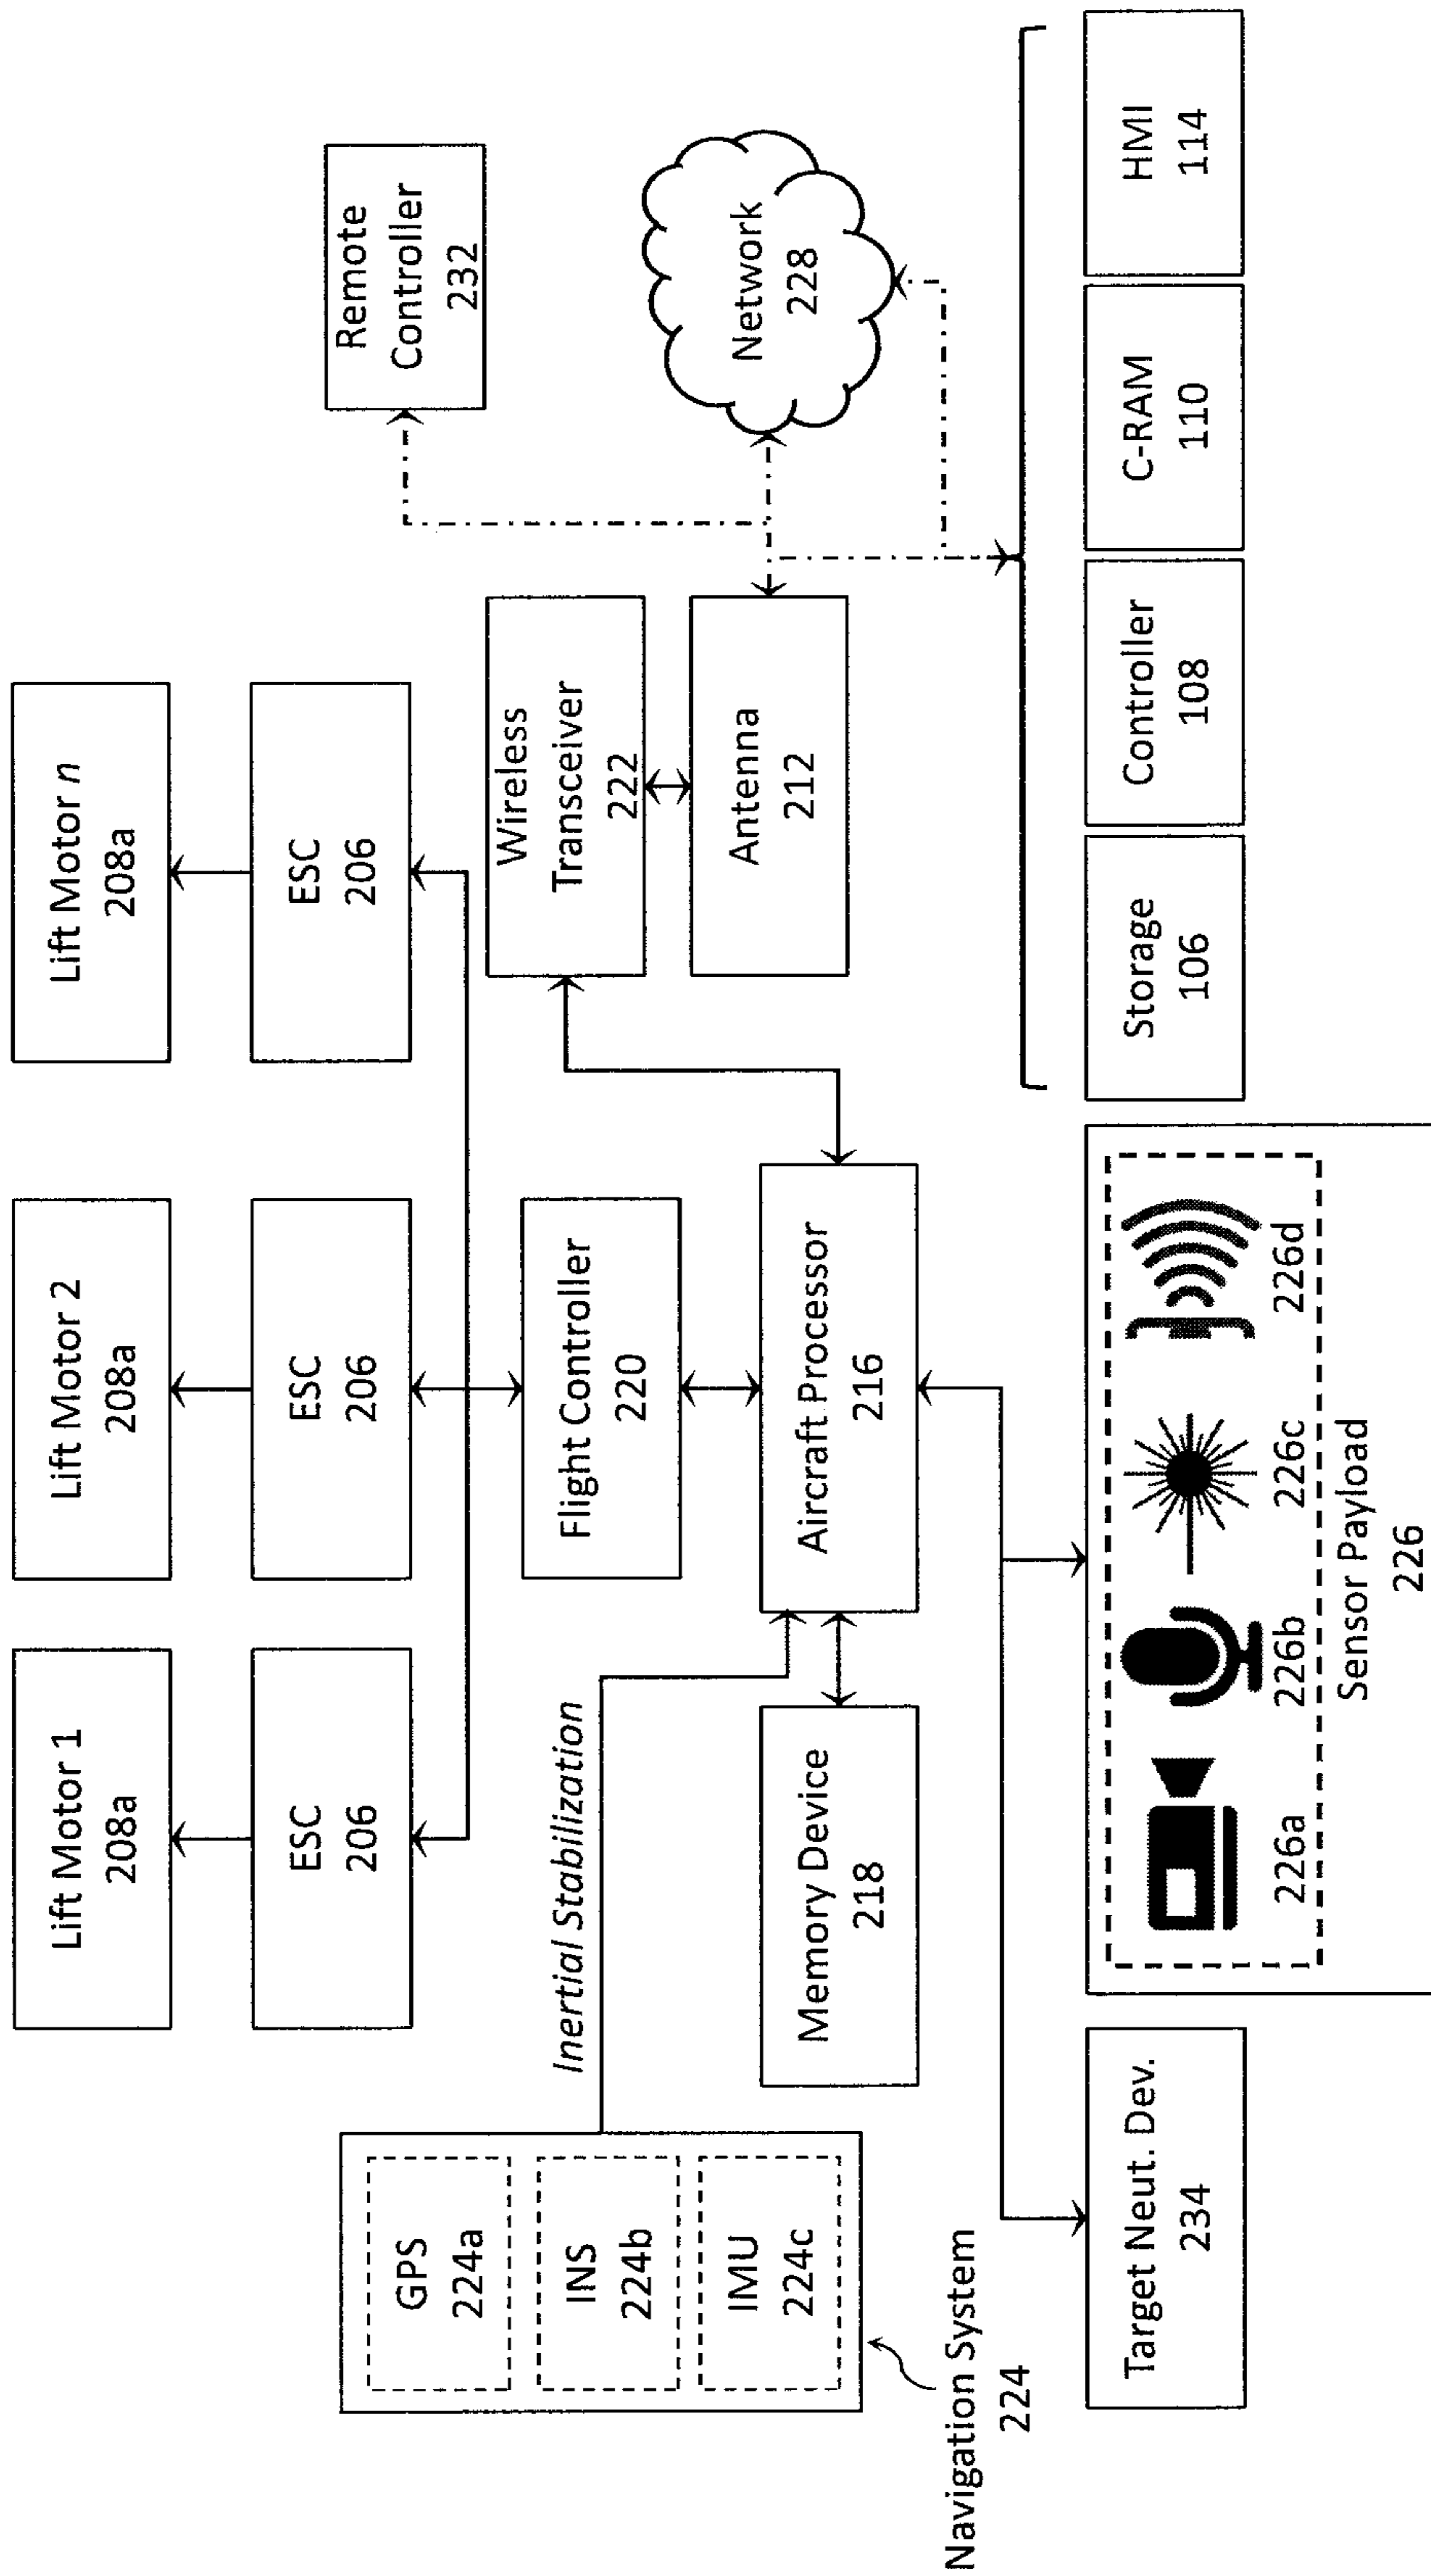 Lift Motor 1
208a
Lift Motor 2
208a
Lift Motor n
208a
ESC
206
ESC
206
ESC
206
Remote
Controller
232
GPS
224a
INS
224b
IMU
224c
Navigation System
224
Inertial Stabilization
Flight Controller
220
Wireless
Transceiver
222
Memory Device
218
Aircraft Processor
216
Antenna
212
Network
228
Target Neut. Dev.
234
226a
226b
226c
226d
Sensor Payload
226
Storage
106
Controller
108
C-RAM
110
HMI
114